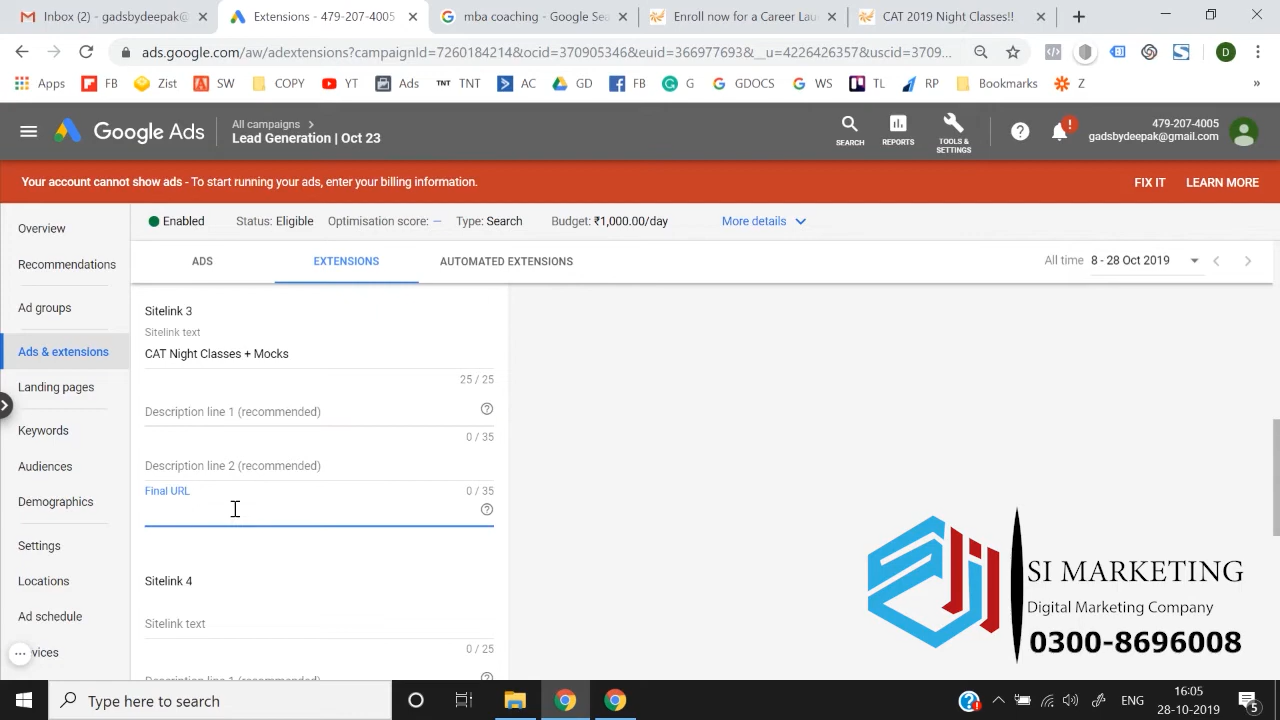 Inbox (2) - gadsbydeepak@gmail.c
Extensions - 479-207-4005
mba coaching - Google Sea
Enroll now for a Career Lau
CAT 2019 Night Classes!!
ads.google.com/aw/adextensions?campaignId=7260184214&ocid=370905346&euid=366977693&__u=4226426357&uscid=3709...
D
Apps
FB
Zist
SW
COPY
YT
Ads
TNT
TNT
AC
GD
FB
G
GDOCS
WS
TL
RP
Bookmarks
Z
»
Google Ads
All campaigns
Lead Generation | Oct 23
SEARCH
REPORTS
TOOLS &
SETTINGS
479-207-4005
gadsbydeepak@gmail.com
Your account cannot show ads - To start running your ads, enter your billing information.
FIX IT
LEARN MORE
Enabled
Status: Eligible
Optimisation score: —
Type: Search
Budget: ₹1,000.00/day
More details
Overview
Recommendations
Ad groups
Ads & extensions
Landing pages
Keywords
Audiences
Demographics
Settings
Locations
Ad schedule
vices
ADS
EXTENSIONS
AUTOMATED EXTENSIONS
All time
8 - 28 Oct 2019
Sitelink 3
Sitelink text
CAT Night Classes + Mocks
25 / 25
Description line 1 (recommended)
0 / 35
Description line 2 (recommended)
Final URL
0 / 35
Sitelink 4
Sitelink text
0 / 25
Description line 1 (recommended)
SI MARKETING
Digital Marketing Company
0300-8696008
Type here to search
ENG
16:05
28-10-2019
5